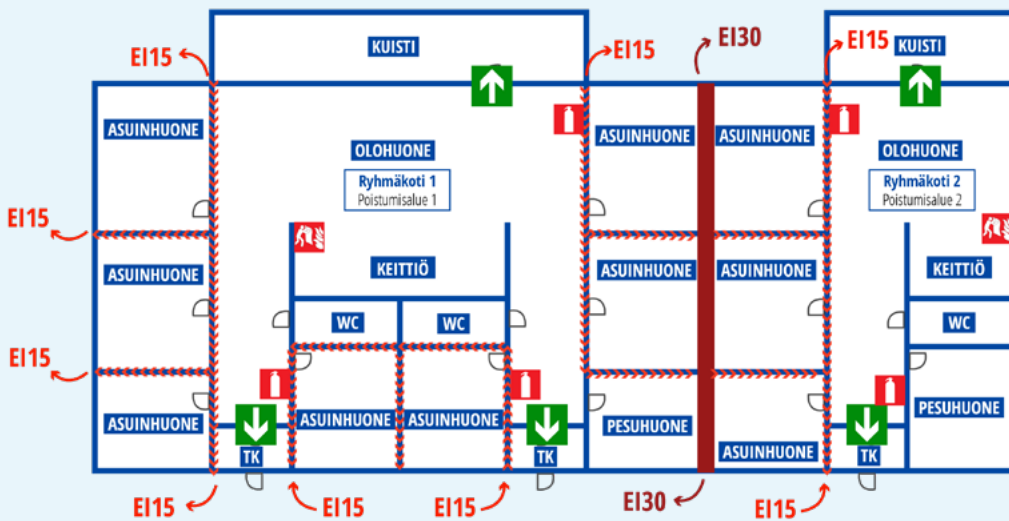 KUISTI
EI30
EI15
EI15
EI15
KUISTI
ASUINHUONE
ASUINHUONE
ASUINHUONE
OLOHUONE
OLOHUONE
Ryhmäkoti 1
Poistumisalue 1
Ryhmäkoti 2
Poistumisalue 2
EI15
KEITTIÖ
KEITTIÖ
ASUINHUONE
ASUINHUONE
ASUINHUONE
WC
WC
WC
EI15
ASUINHUONE
ASUINHUONE
ASUINHUONE
PESUHUONE
PESUHUONE
ASUINHUONE
TK
TK
TK
EI15
EI15
EI15
EI30
EI15